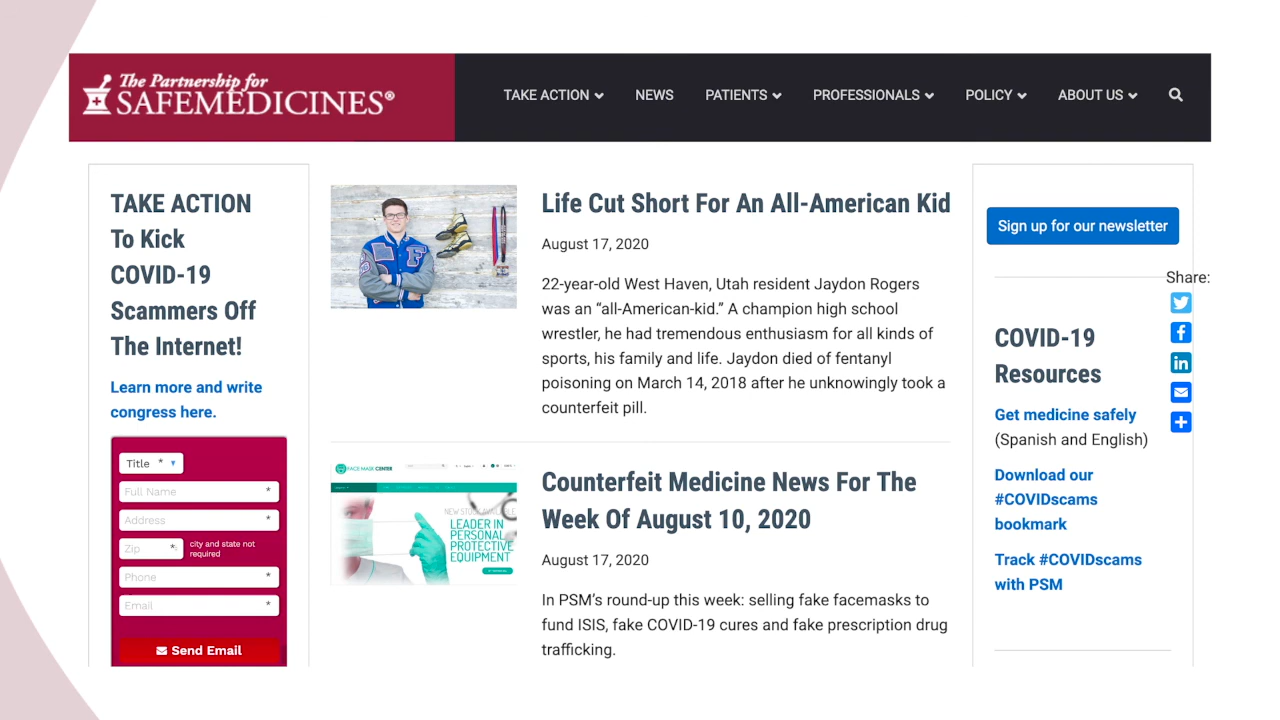 The Partnership for
SAFEMEDICINES®
TAKE ACTION
NEWS
PATIENTS
PROFESSIONALS
POLICY
ABOUT US
TAKE ACTION
To Kick
COVID-19
Scammers Off
The Internet!
Learn more and write
congress here.
Title *
Full Name *
Address *
Zip *
city and state not
required
Phone *
Email *
Send Email
F
Life Cut Short For An All-American Kid
August 17, 2020
22-year-old West Haven, Utah resident Jaydon Rogers
was an “all-American-kid.” A champion high school
wrestler, he had tremendous enthusiasm for all kinds of
sports, his family and life. Jaydon died of fentanyl
poisoning on March 14, 2018 after he unknowingly took a
counterfeit pill.
FACE MASK CENTER
NEW STOCK AVAILABLE
LEADER IN
PERSONAL
PROTECTIVE
EQUIPMENT
Counterfeit Medicine News For The
Week Of August 10, 2020
August 17, 2020
In PSM’s round-up this week: selling fake facemasks to
fund ISIS, fake COVID-19 cures and fake prescription drug
trafficking.
Sign up for our newsletter
Share:
COVID-19
Resources
Get medicine safely
(Spanish and English)
Download our
#COVIDscams
bookmark
Track #COVIDscams
with PSM